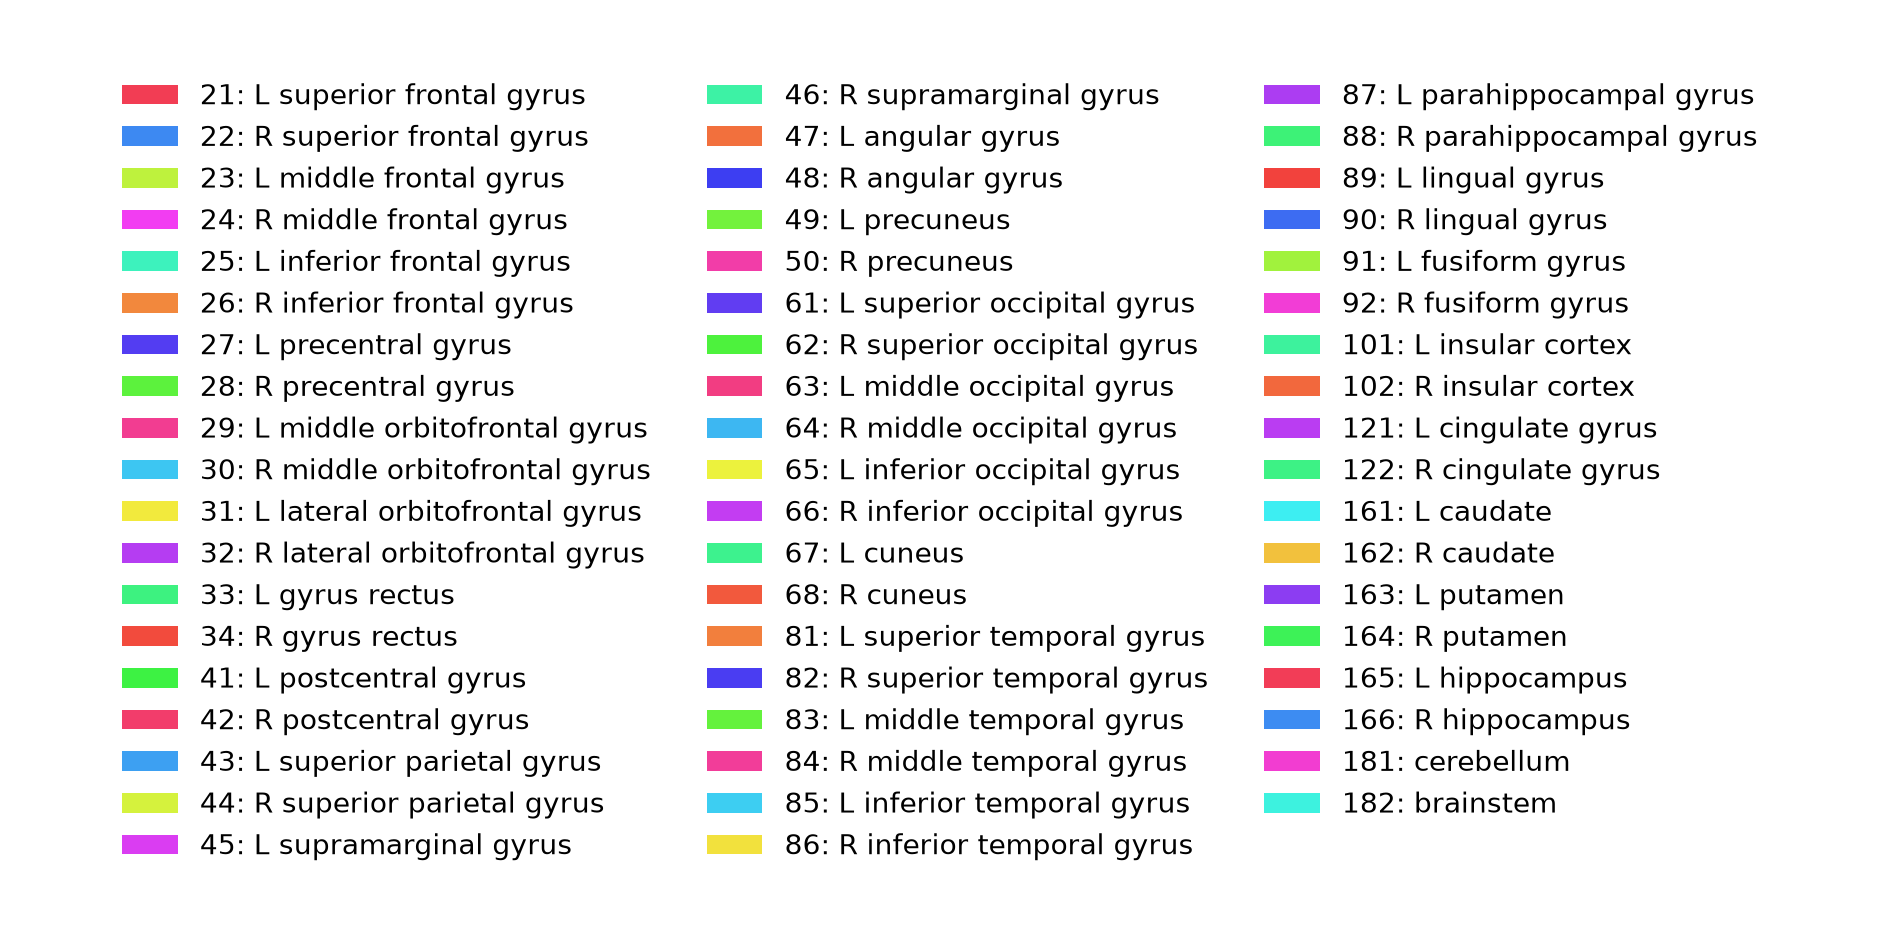 21: L superior frontal gyrus
22: R superior frontal gyrus
23: L middle frontal gyrus
24: R middle frontal gyrus
25: L inferior frontal gyrus
26: R inferior frontal gyrus
27: L precentral gyrus
28: R precentral gyrus
29: L middle orbitofrontal gyrus
30: R middle orbitofrontal gyrus
31: L lateral orbitofrontal gyrus
32: R lateral orbitofrontal gyrus
33: L gyrus rectus
34: R gyrus rectus
41: L postcentral gyrus
42: R postcentral gyrus
43: L superior parietal gyrus
44: R superior parietal gyrus
45: L supramarginal gyrus
46: R supramarginal gyrus
47: L angular gyrus
48: R angular gyrus
49: L precuneus
50: R precuneus
61: L superior occipital gyrus
62: R superior occipital gyrus
63: L middle occipital gyrus
64: R middle occipital gyrus
65: L inferior occipital gyrus
66: R inferior occipital gyrus
67: L cuneus
68: R cuneus
81: L superior temporal gyrus
82: R superior temporal gyrus
83: L middle temporal gyrus
84: R middle temporal gyrus
85: L inferior temporal gyrus
86: R inferior temporal gyrus
87: L parahippocampal gyrus
88: R parahippocampal gyrus
89: L lingual gyrus
90: R lingual gyrus
91: L fusiform gyrus
92: R fusiform gyrus
101: L insular cortex
102: R insular cortex
121: L cingulate gyrus
122: R cingulate gyrus
161: L caudate
162: R caudate
163: L putamen
164: R putamen
165: L hippocampus
166: R hippocampus
181: cerebellum
182: brainstem